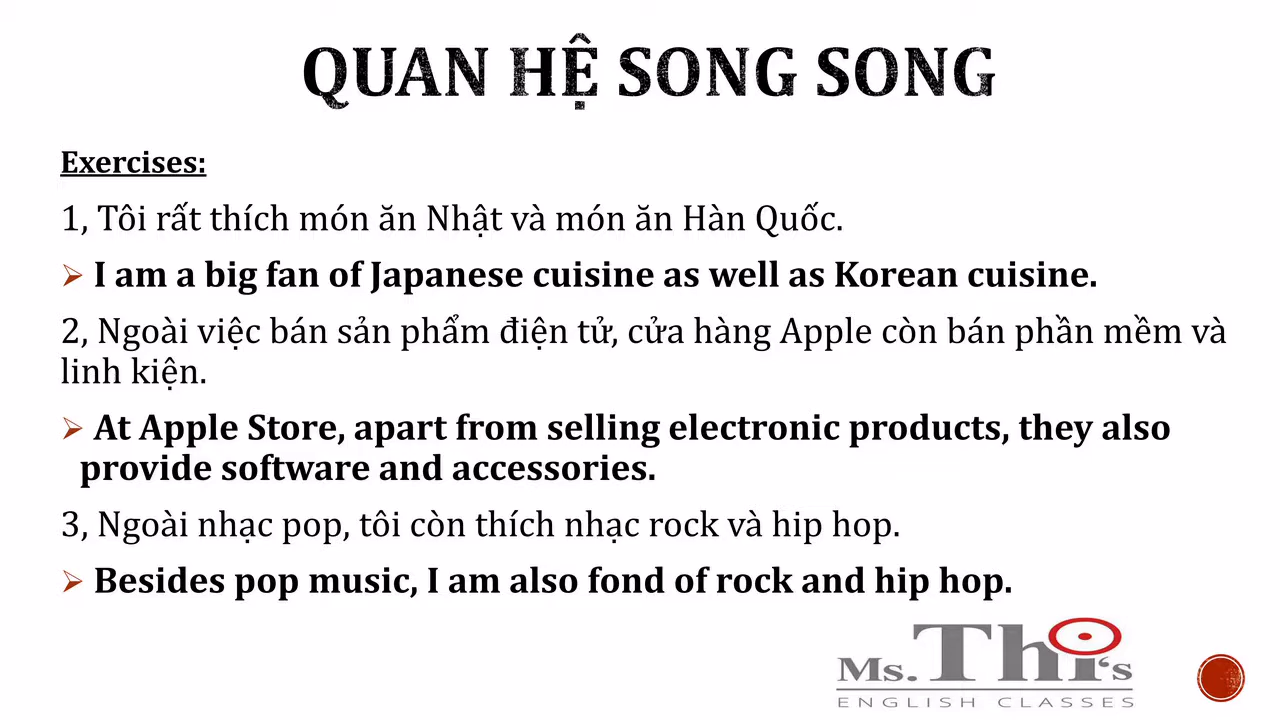 QUAN HỆ SONG SONG
Exercises:
1, Tôi rất thích món ăn Nhật và món ăn Hàn Quốc.
➢ I am a big fan of Japanese cuisine as well as Korean cuisine.
2, Ngoài việc bán sản phẩm điện tử, cửa hàng Apple còn bán phần mềm và
linh kiện.
➢ At Apple Store, apart from selling electronic products, they also
provide software and accessories.
3, Ngoài nhạc pop, tôi còn thích nhạc rock và hip hop.
➢ Besides pop music, I am also fond of rock and hip hop.
Ms.Thi's
ENGLISH CLASSES